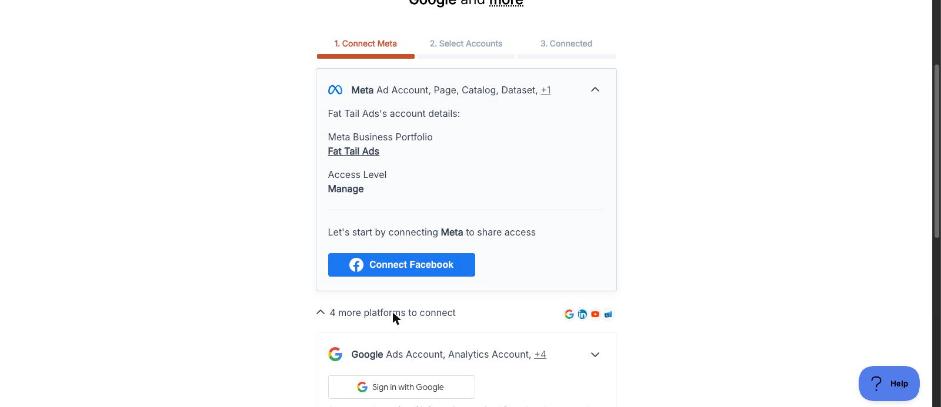 Google and more
1. Connect Meta
2. Select Accounts
3. Connected
Meta Ad Account, Page, Catalog, Dataset, +1
Fat Tail Ads's account details:
Meta Business Portfolio
Fat Tail Ads
Access Level
Manage
Let's start by connecting Meta to share access
Connect Facebook
4 more platforms to connect
Google Ads Account, Analytics Account, +4
Sign in with Google
Help